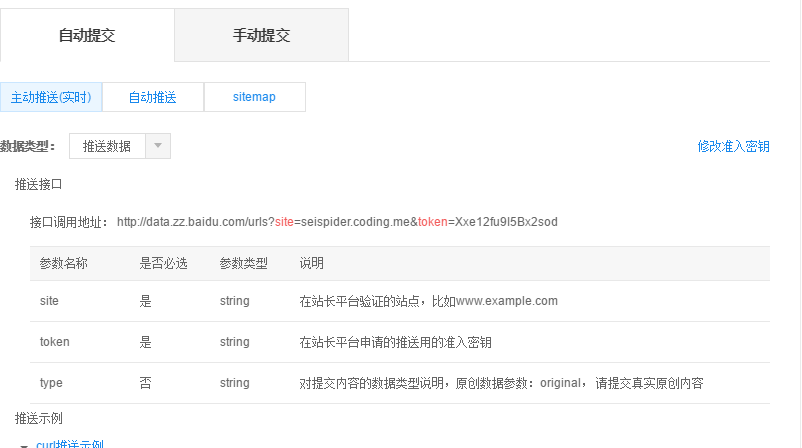 自动提交 手动提交
主动推送(实时) 自动推送 sitemap
数据类型： 推送数据 修改准入密钥
推送接口
接口调用地址： http://data.zz.baidu.com/urls?site=seispider.coding.me&token=Xxe12fu9I5Bx2sod
参数名称 是否必选 参数类型 说明
site 是 string 在站长平台验证的站点，比如www.example.com
token 是 string 在站长平台申请的推送用的准入密钥
type 否 string 对提交内容的数据类型说明，原创数据参数：original， 请提交真实原创内容
推送示例
curl推送示例